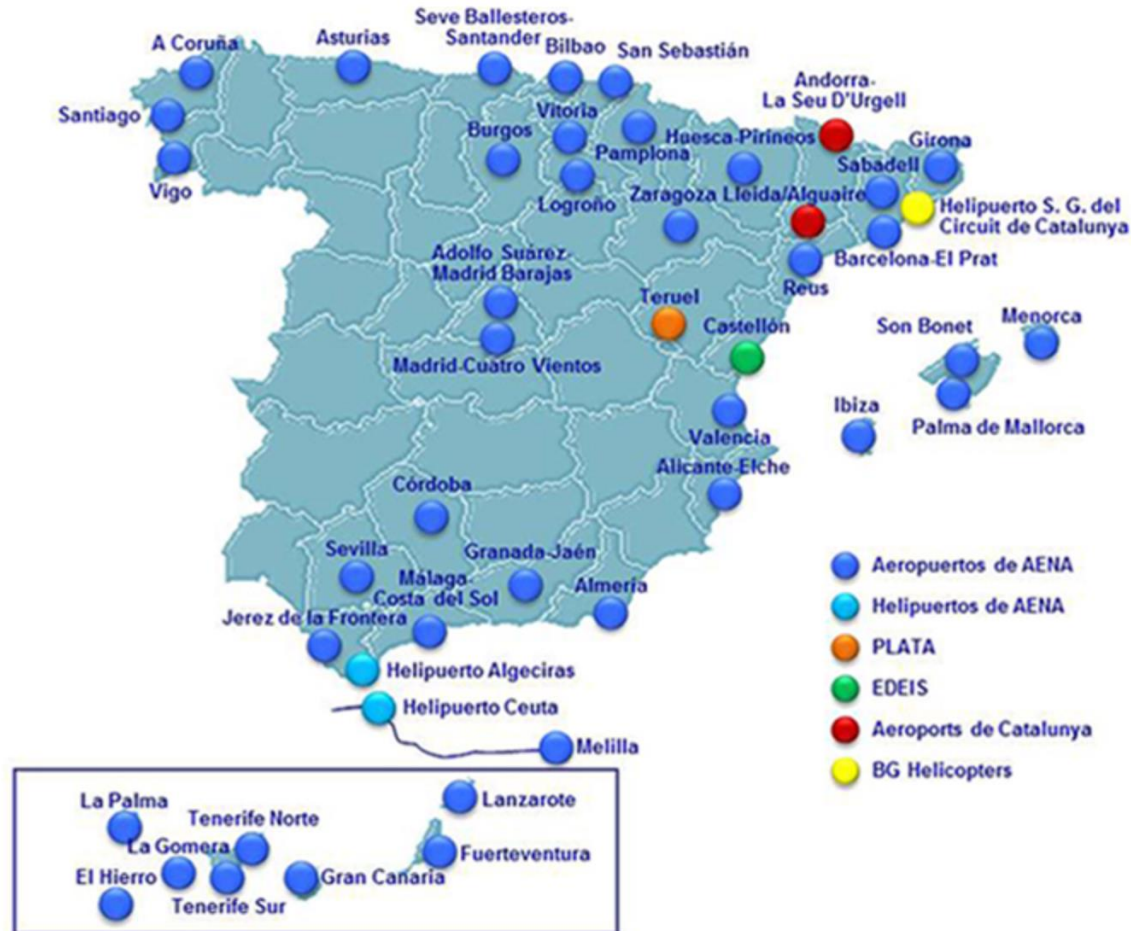 Seve Ballesteros-
Santander
A Coruña
Asturias
Bilbao
San Sebastián
Andorra-
La Seu D'Urgell
Santiago
Vitoria
Burgos
Pamplona
Huesca-Pirineos
Girona
Sabadell
Vigo
Logroño
Zaragoza
Lleida/Alguaire
Helipuerto S. G. del
Circuit de Catalunya
Adolfo Suárez-
Madrid Barajas
Barcelona-El Prat
Reus
Teruel
Castellón
Madrid-Cuatro Vientos
Son Bonet
Menorca
Ibiza
Palma de Mallorca
Valencia
Alicante-Elche
Córdoba
Sevilla
Granada-Jaén
Málaga-
Costa del Sol
Almería
Jerez de la Frontera
Helipuerto Algeciras
Helipuerto Ceuta
Melilla
Aeropuertos de AENA
Helipuertos de AENA
PLATA
EDEIS
Aeroports de Catalunya
BG Helicopters
La Palma
Tenerife Norte
Lanzarote
La Gomera
Fuerteventura
El Hierro
Gran Canaria
Tenerife Sur